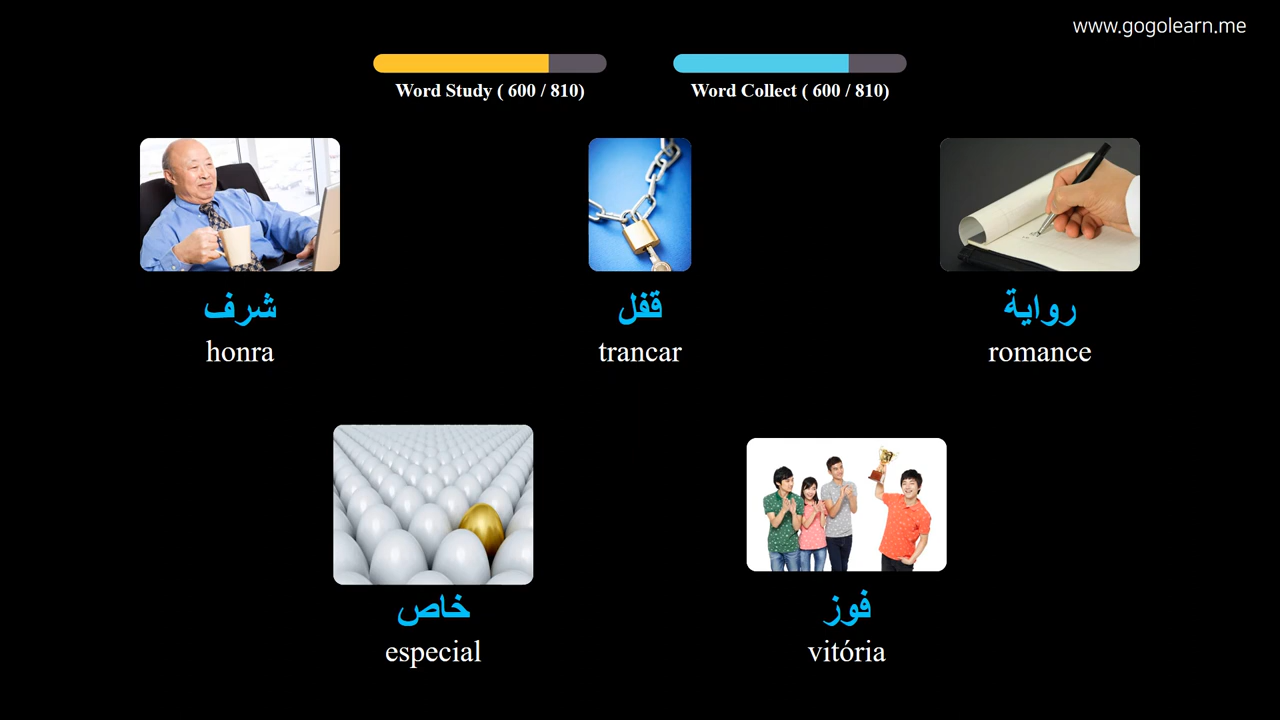 www.gogolearn.me
Word Study ( 600 / 810)
Word Collect ( 600 / 810)
شرف
honra
قفل
trancar
رواية
romance
خاص
especial
فوز
vitória